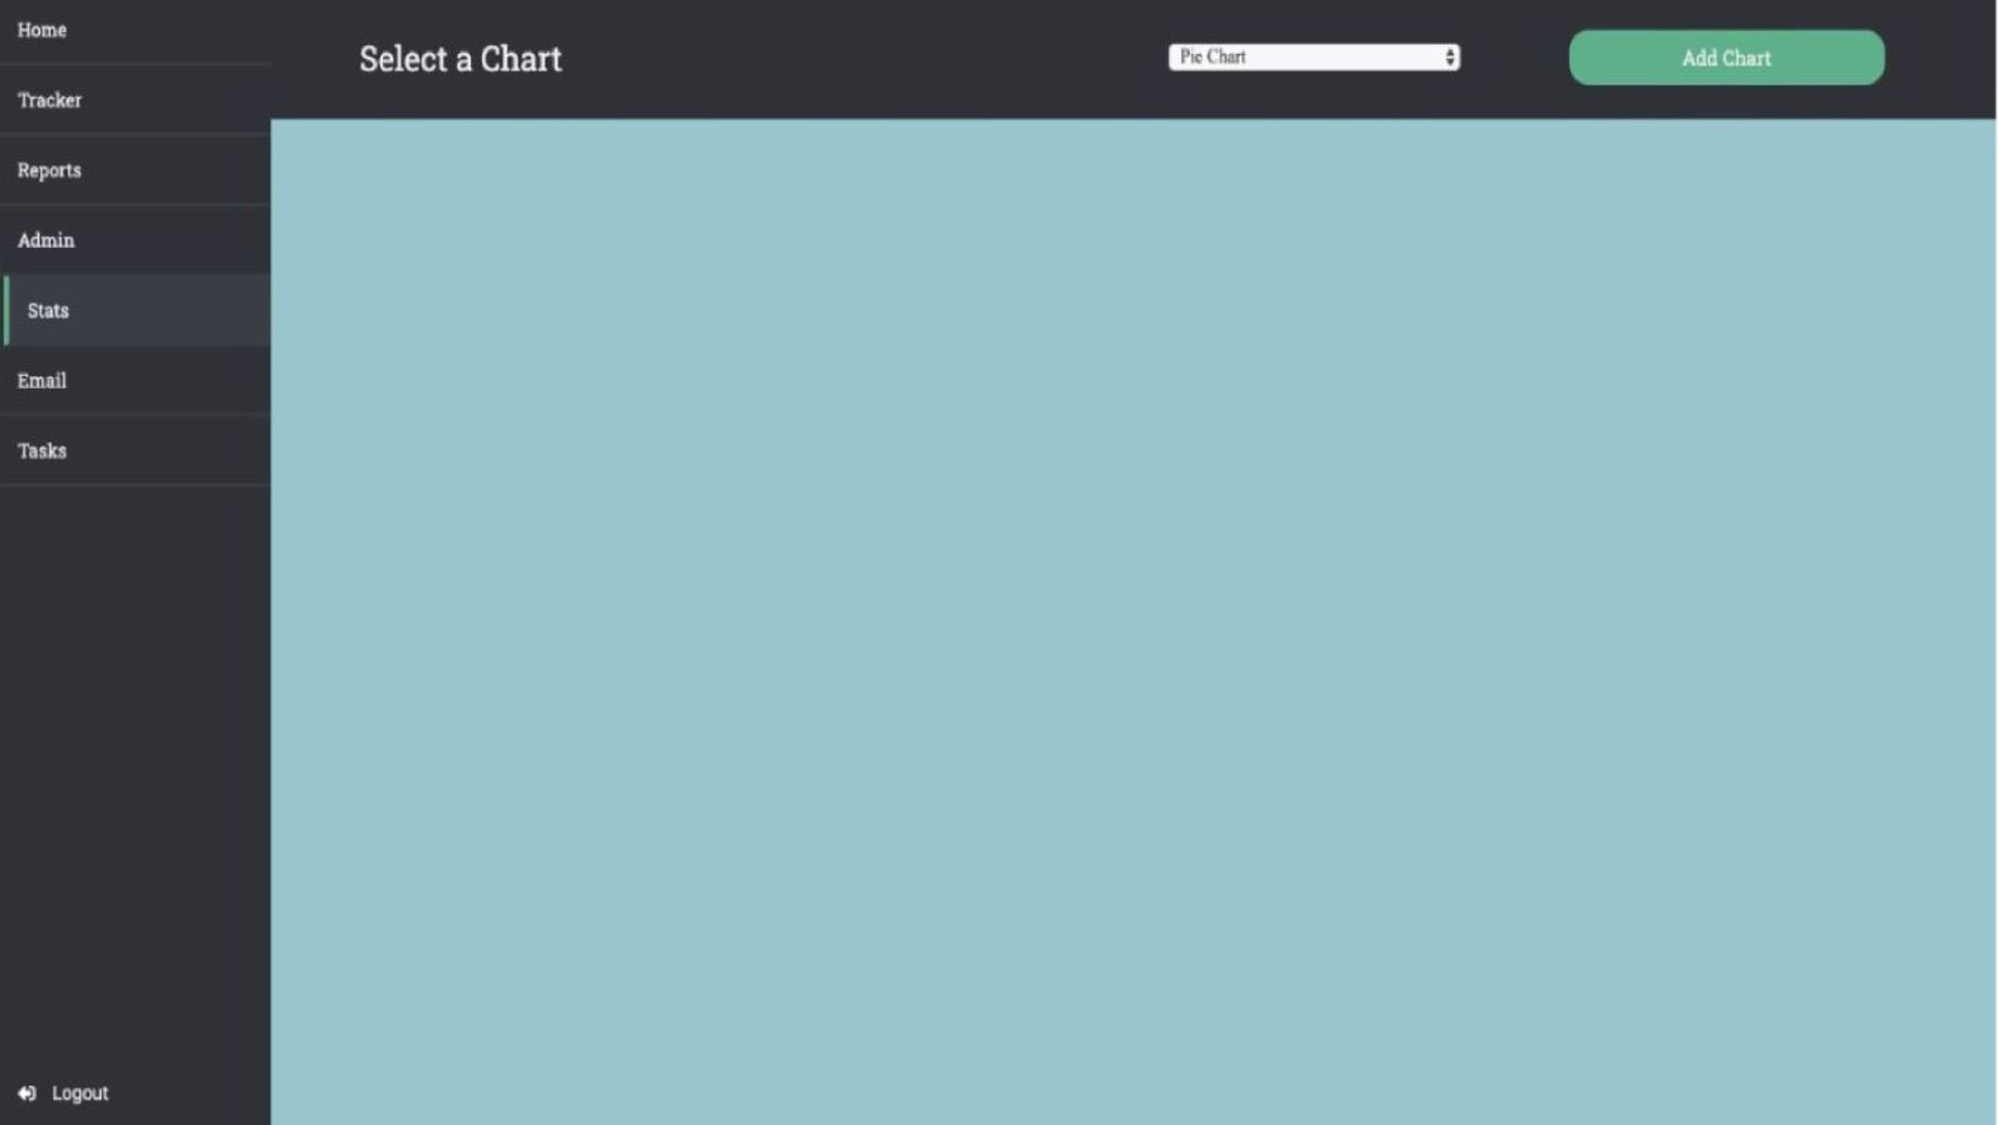 Home
Tracker
Reports
Admin
Stats
Email
Tasks
Logout
Select a Chart
Pie Chart
Add Chart